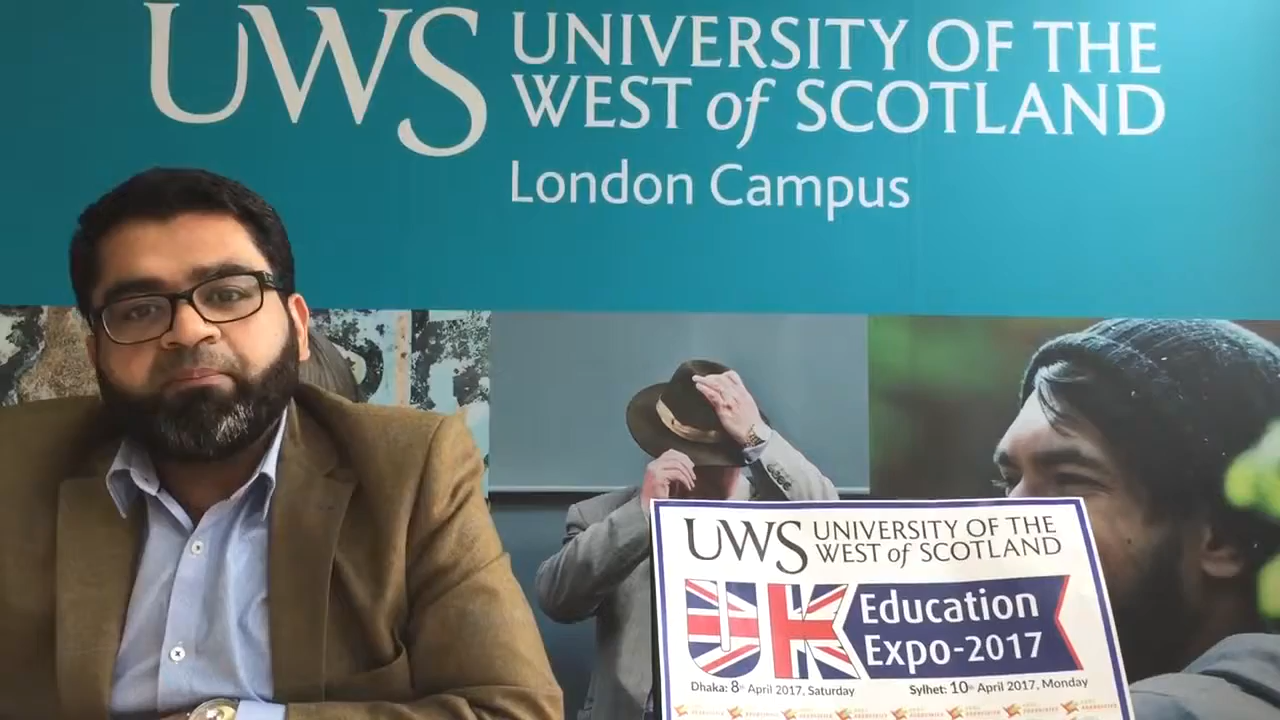 UWS UNIVERSITY OF THE
WEST of SCOTLAND
London Campus
UWS UNIVERSITY OF THE
WEST of SCOTLAND
UK Education
Expo-2017
Dhaka: 8th April 2017, Saturday
Sylhet: 10th April 2017, Monday